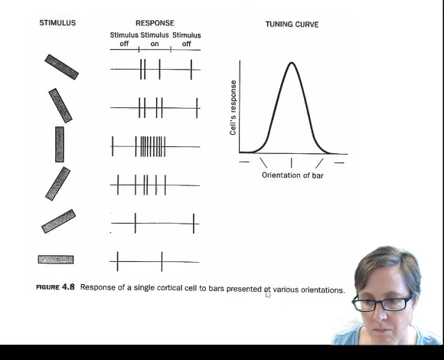 STIMULUS
RESPONSE
Stimulus Stimulus Stimulus
off on off
TUNING CURVE
Cell's response
Orientation of bar
FIGURE 4.8 Response of a single cortical cell to bars presented at various orientations.